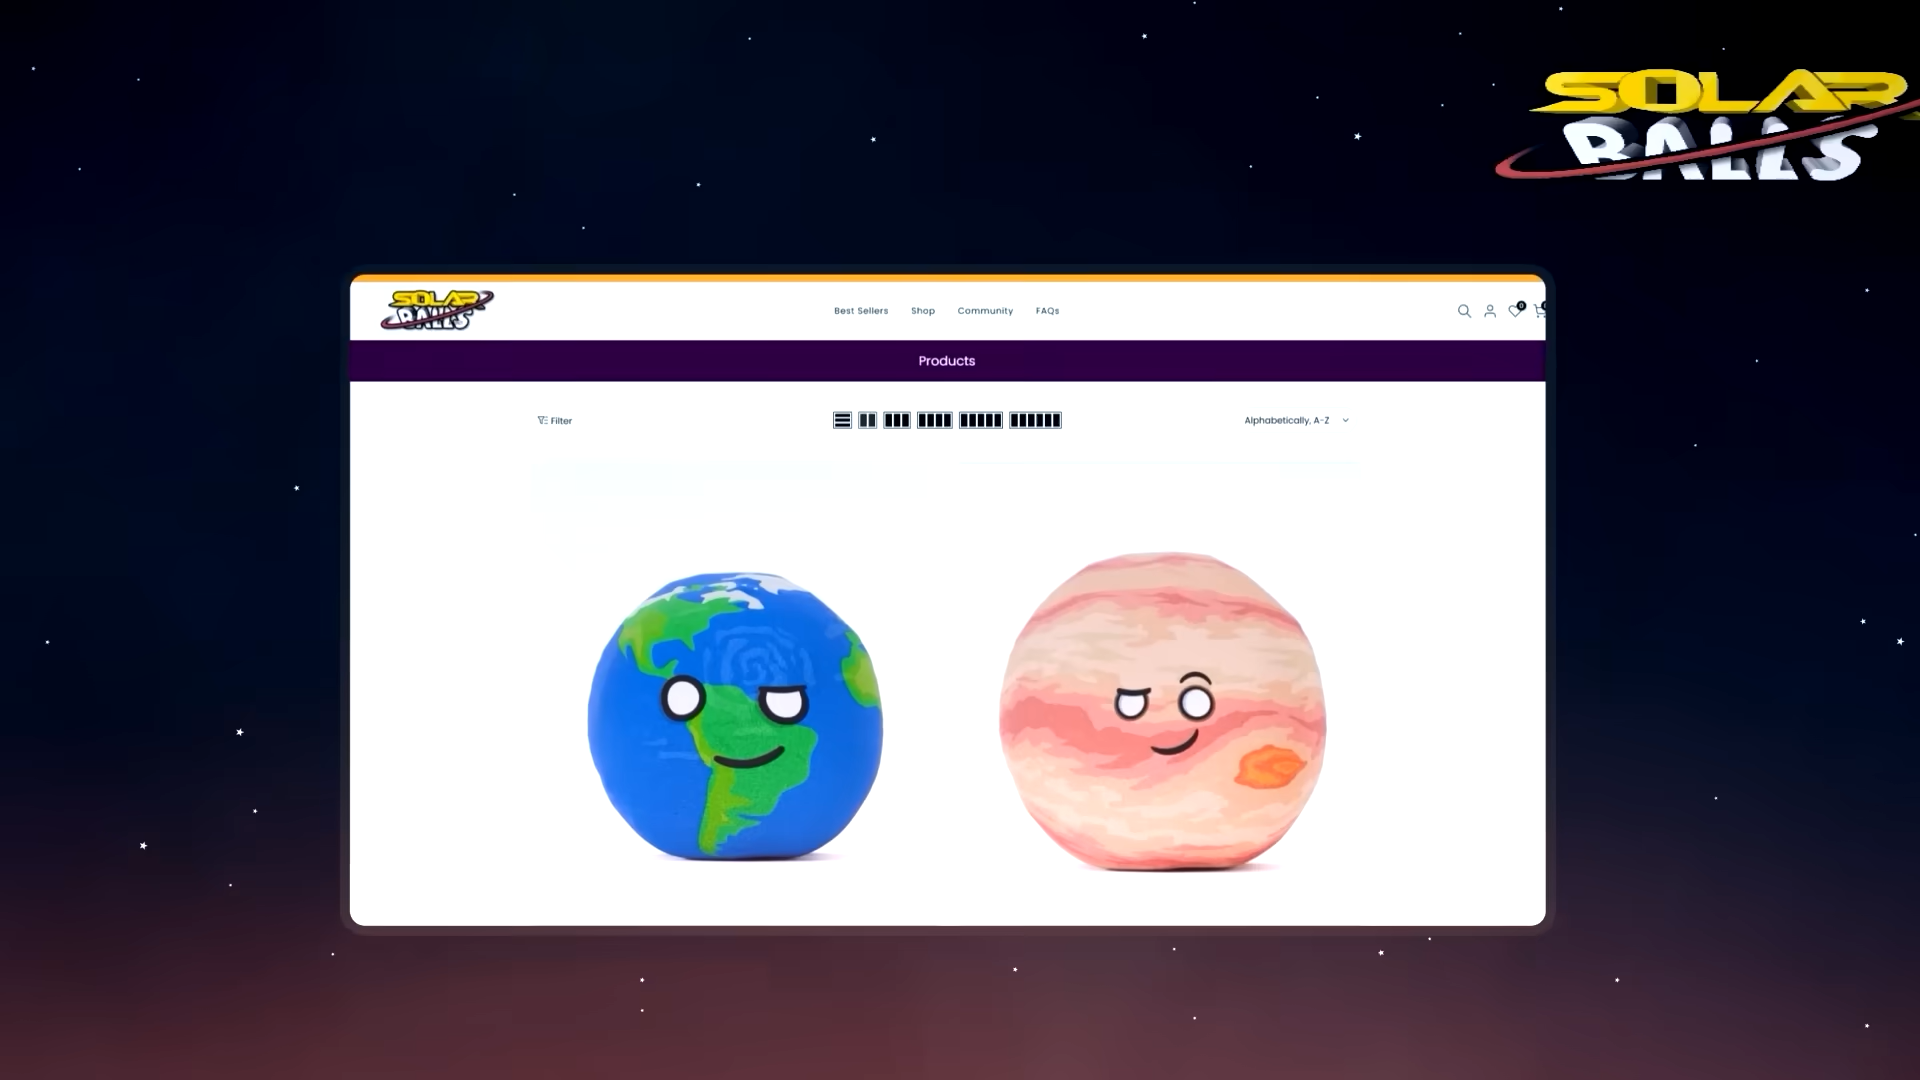 SOLAR
BALLS
SOLAR
BALLS
Best Sellers
Shop
Community
FAQs
0
Products
Filter
Alphabetically, A-Z